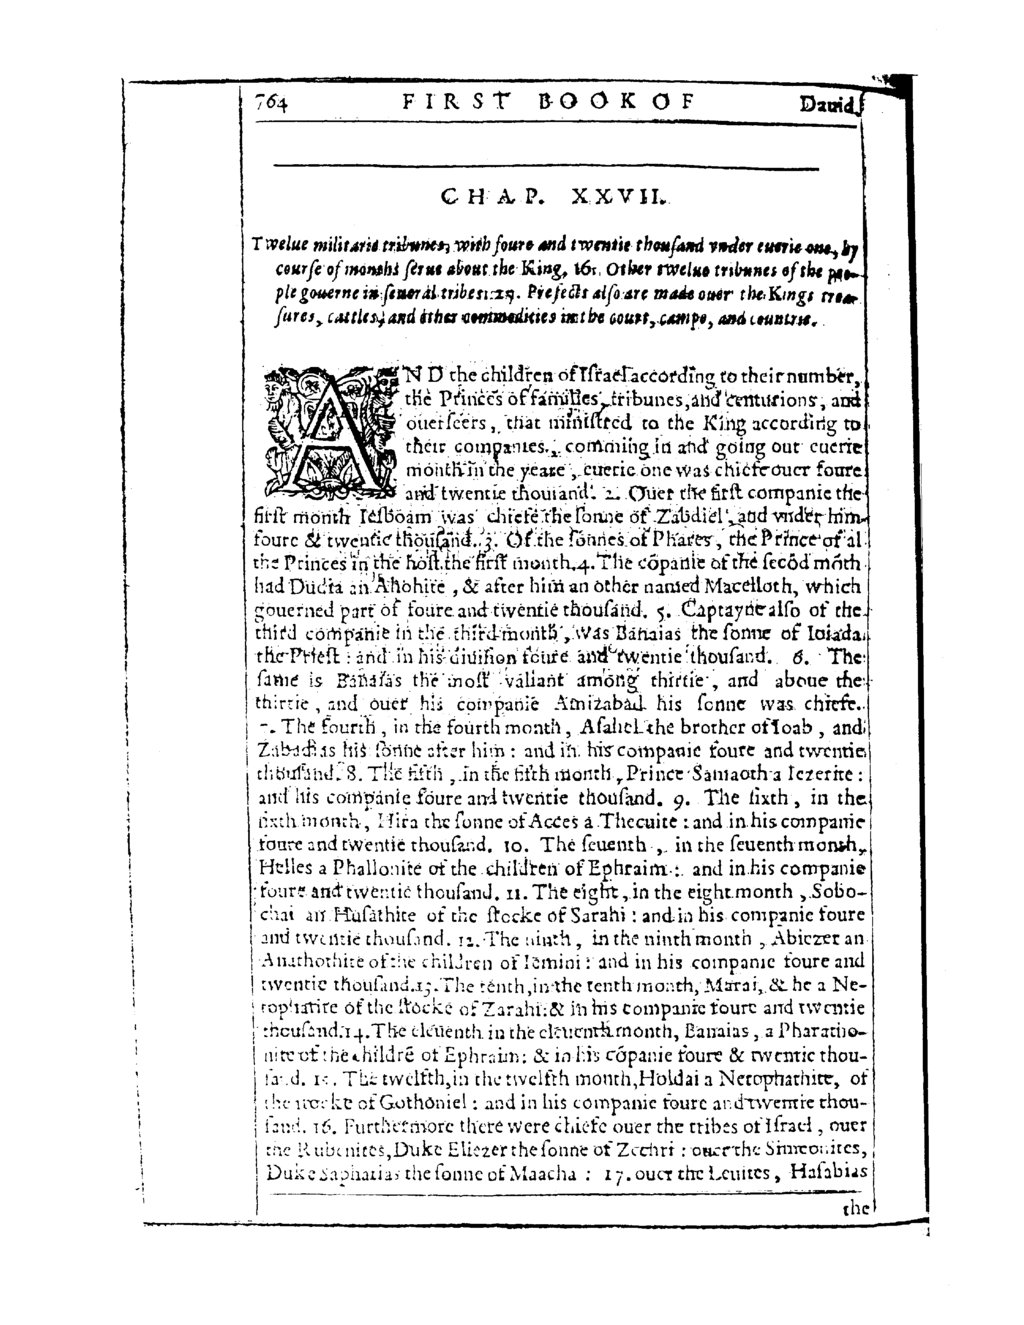 764 FIRST BOOK OF Dauid.
CHAP. XXVII.
Twelue militarie tribunes, with foure and twentie thousand vnder euerie one, by
course of monehs serue about the King, 16. Other twelue tribunes of the peo-
ple gouerne in seueral tribes: 25. Prefects also are made ouer the Kings trea-
sures, cattles, and other commodities in the court, campe, and countrie.
AND the children of Israel according to their number,
the Princes of families, tribunes, and centurions, and
ouerseers, that ministred to the King according to
their companies, comming in and going out euerie
month in the yeare, euerie one was chiefe ouer foure
and twentie thousand. 2. Ouer the first companie the
first month Iesboam was chiefe the sonne of Zabdiel, and vnder him
foure & twentie thousand. 3. Of the sonnes of Phares, the Prince of al
the Princes in the host the first month. 4. The cōpanie of the secōd mōth
had Dudia an Ahohite, & after him an other named Macelloth, which
gouerned part of foure and twentie thousand. 5. Captayne also of the
third companie in the third month, was Banaias the sonne of Ioiada
the Priest: and in his diuision foure and twentie thousand. 6. The
same is Banaias the most valiant among thirtie, and aboue the
thirtie, and ouer his companie Amizabad his sonne was chiefe.
7. The fourth, in the fourth month, Asahel the brother of Ioab, and
Zabadias his sonne after him: and in his companie foure and twentie
thousand. 8. The fifth, in the fifth month, Prince Samaoth a Iezerite:
and his companie foure and twentie thousand. 9. The sixth, in the
sixth month, Hira the sonne of Acces a Thecuite: and in his companie
foure and twentie thousand. 10. The seuenth, in the seuenth month,
Helles a Phallonite of the children of Ephraim: and in his companie
foure and twentie thousand. 11. The eight, in the eight month, Sobo-
chai an Husathite of the stocke of Sarahi: and in his companie foure
and twentie thousand. 12. The ninth, in the ninth month, Abiezer an
Anathothite of the children of Iemini: and in his companie foure and
twentie thousand. 13. The tenth, in the tenth month, Marai, & he a Ne-
tophatite of the stocke of Zarahi: & in his companie foure and twentie
thousand. 14. The eleuenth in the eleuenth month, Banaias, a Pharatho-
nite of the childrē of Ephraim: & in his cōpanie foure & twentie thou-
sand. 15. The twelfth, in the twelfth month, Holdai a Netophathite, of
the stocke of Gothoniel: and in his companie foure and twentie thou-
sand. 16. Furthermore there were chiefe ouer the tribes of Israel, ouer
the Rubenites, Duke Eliezer the sonne of Zechri: ouer the Simeonites,
Duke Saphatias the sonne of Maacha: 17. ouer the Leuites, Hasabias
the